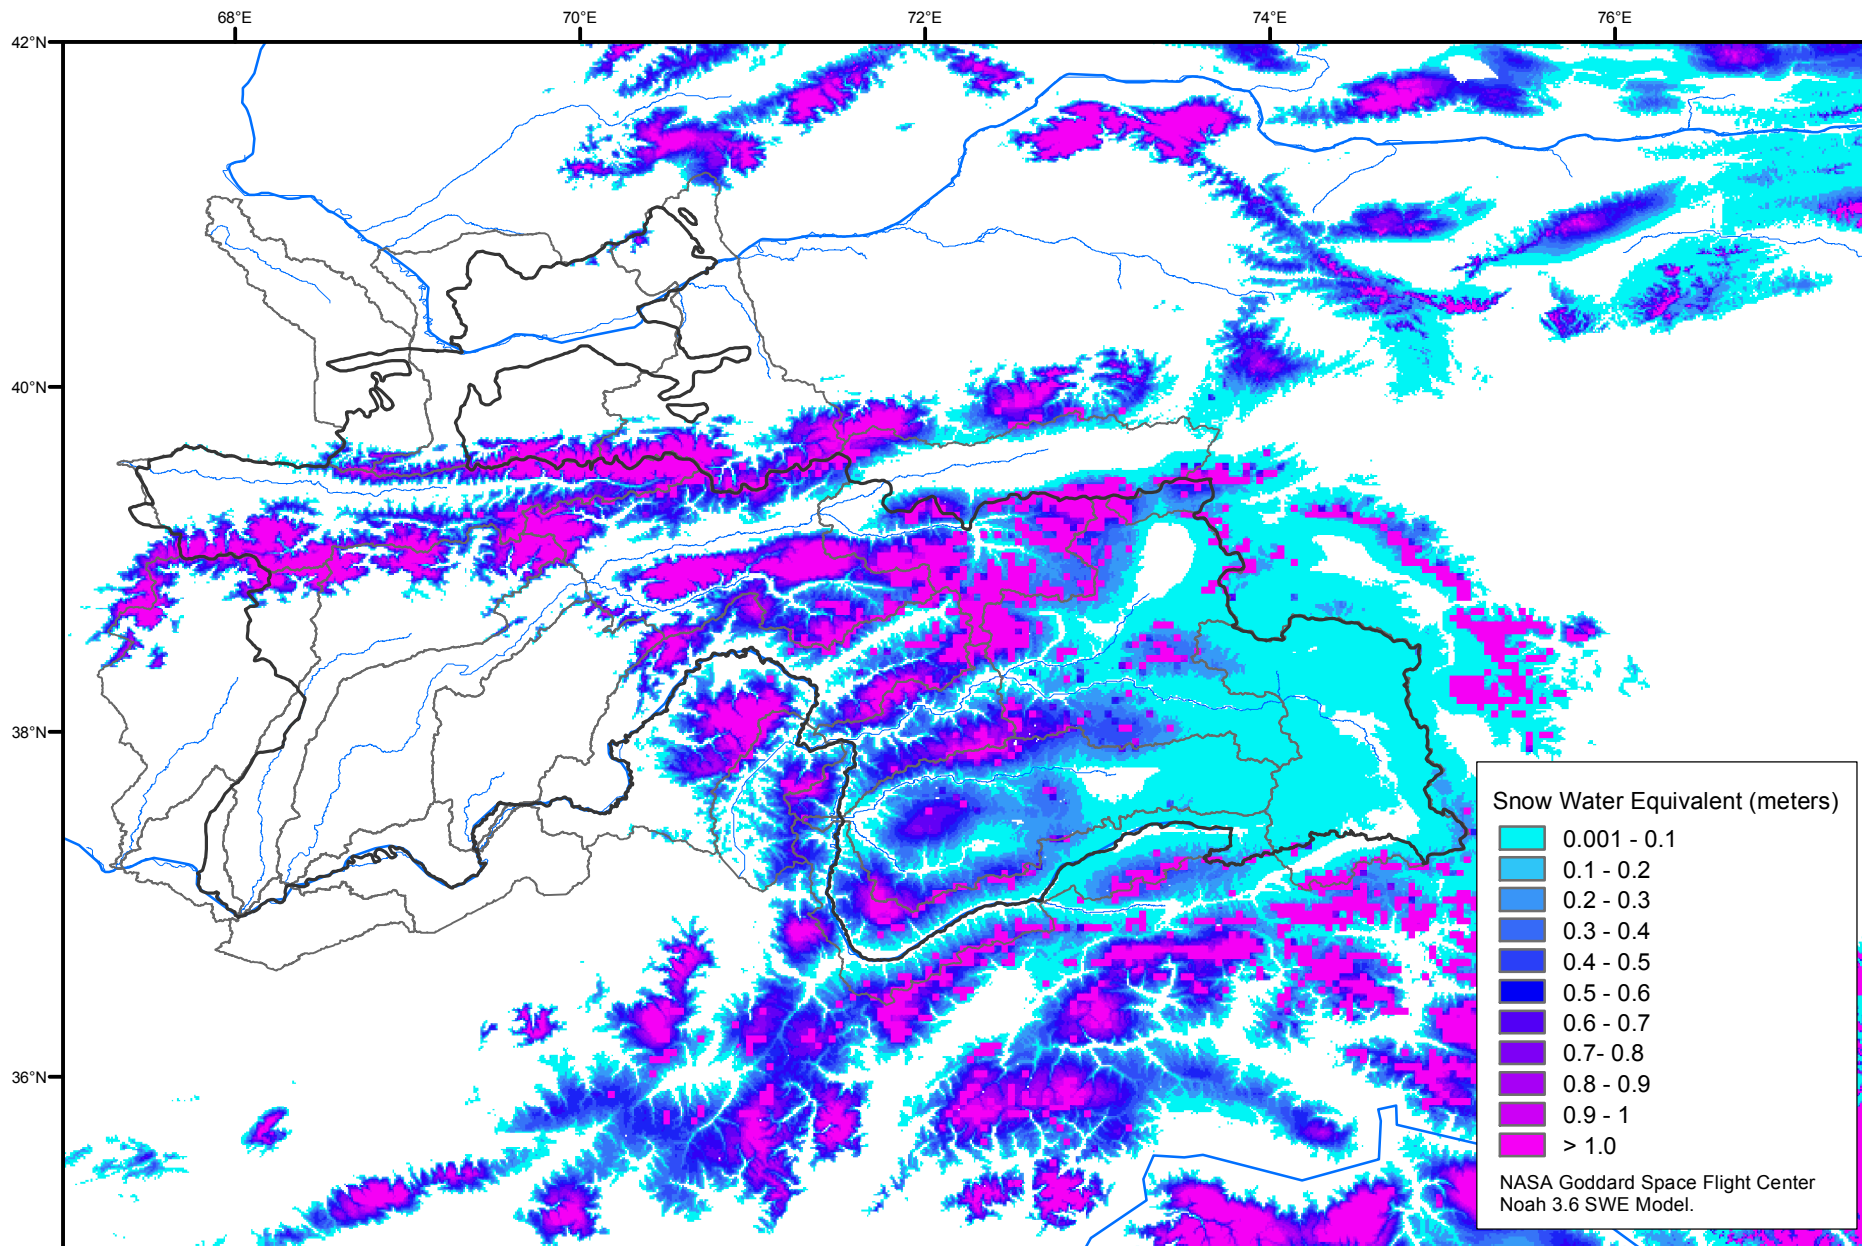 68°E
70°E
72°E
74°E
76°E
42°N
40°N
38°N
36°N
Snow Water Equivalent (meters)
0.001 - 0.1
0.1 - 0.2
0.2 - 0.3
0.3 - 0.4
0.4 - 0.5
0.5 - 0.6
0.6 - 0.7
0.7- 0.8
0.8 - 0.9
0.9 - 1
> 1.0
NASA Goddard Space Flight Center
Noah 3.6 SWE Model.